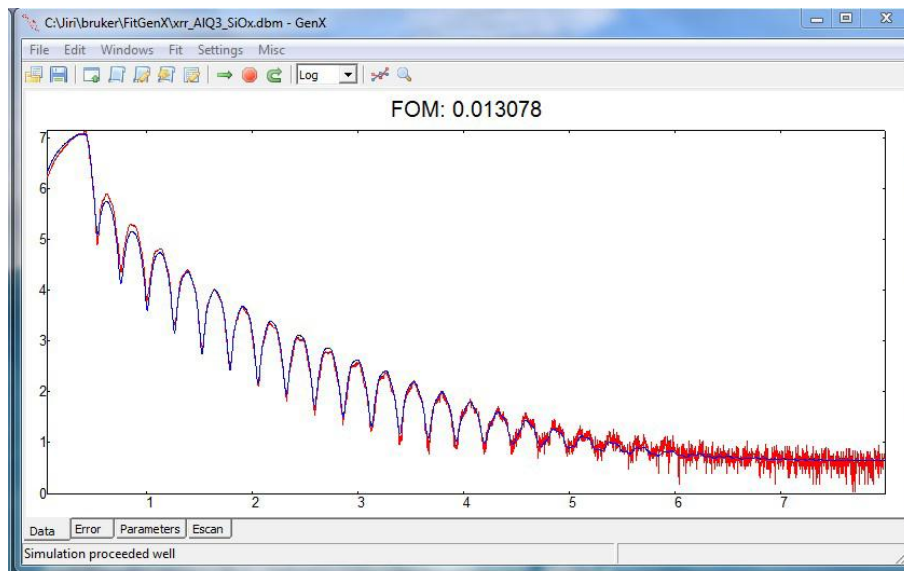 C:\Jiri\bruker\FitGenX\xrr_AlQ3_SiOx.dbm - GenX
File Edit Windows Fit Settings Misc
Log
FOM: 0.013078
7
6
5
4
3
2
1
0
1 2 3 4 5 6 7
Data Error Parameters Escan
Simulation proceeded well